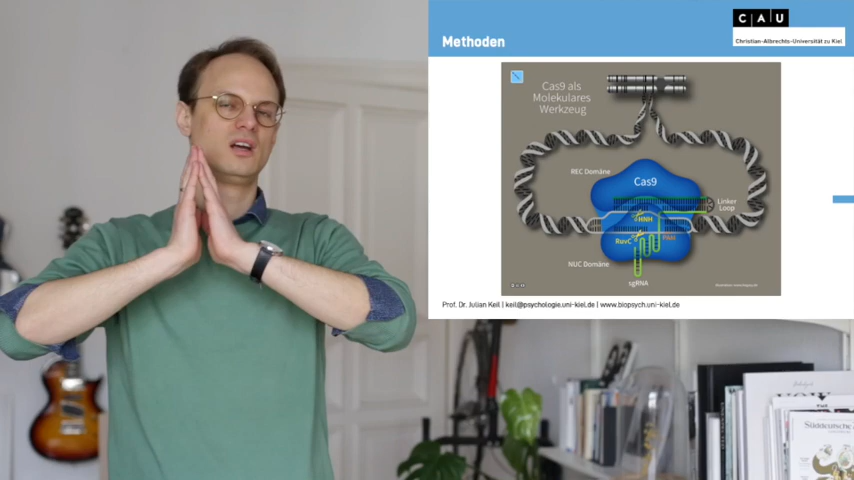 Methoden
C A U
Christian-Albrechts-Universität zu Kiel
Cas9 als
Molekulares
Werkzeug
REC Domäne
Cas9
Linker
Loop
HNH
RuvC
PAM
NUC Domäne
sgRNA
Prof. Dr. Julian Keil | keil@psychologie.uni-kiel.de | www.biopsych.uni-kiel.de
Süddeutsche